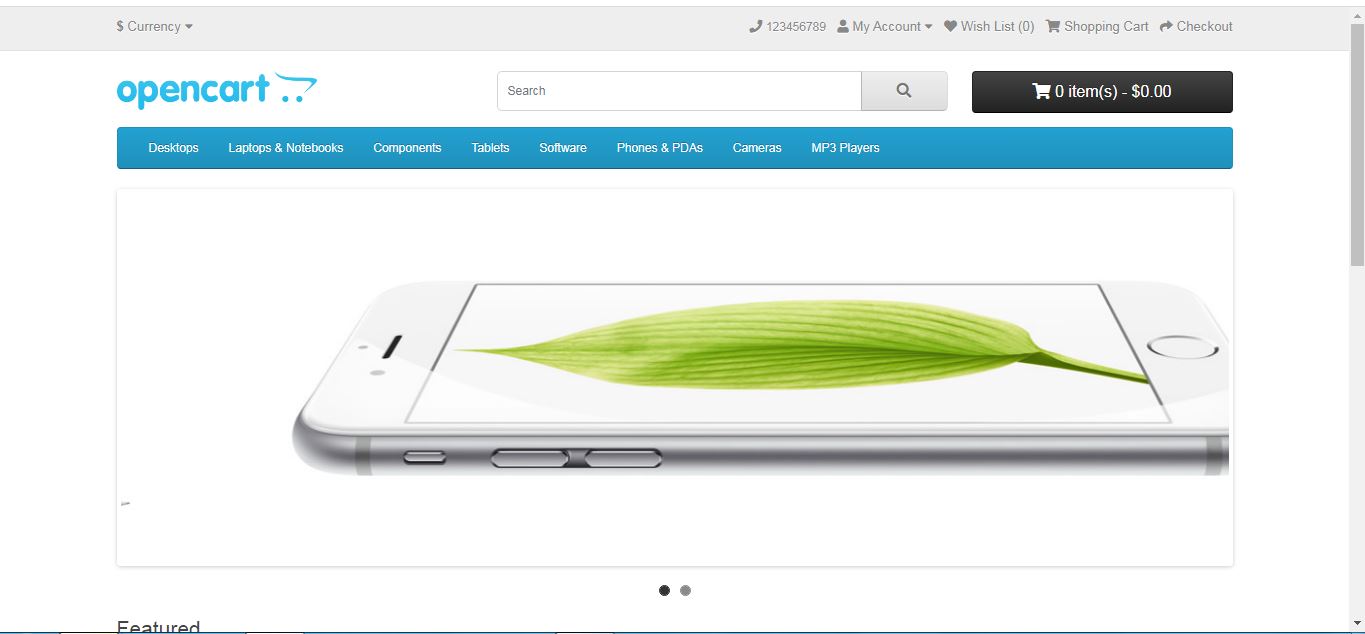 $ Currency 123456789 My Account Wish List (0) Shopping Cart Checkout
opencart Search 0 item(s) - $0.00
Desktops Laptops & Notebooks Components Tablets Software Phones & PDAs Cameras MP3 Players
Featured